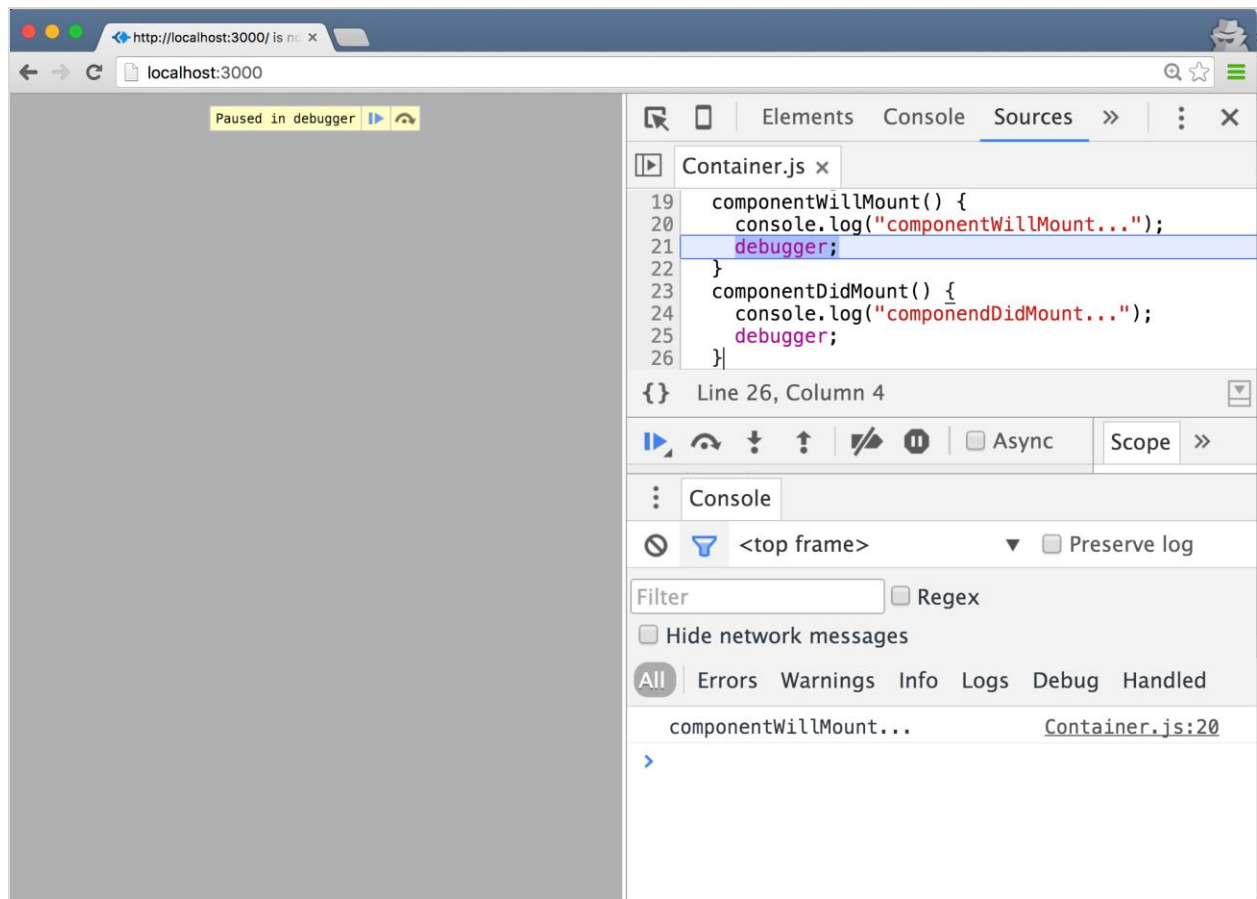 http://localhost:3000/ is no
localhost:3000
Paused in debugger
Elements Console Sources »
Container.js ×
19 componentWillMount() {
20 console.log("componentWillMount...");
21 debugger;
22 }
23 componentDidMount() {
24 console.log("componendDidMount...");
25 debugger;
26 }
{} Line 26, Column 4
Async Scope »
Console
<top frame> ▼ Preserve log
Filter Regex
Hide network messages
All Errors Warnings Info Logs Debug Handled
componentWillMount... Container.js:20
>